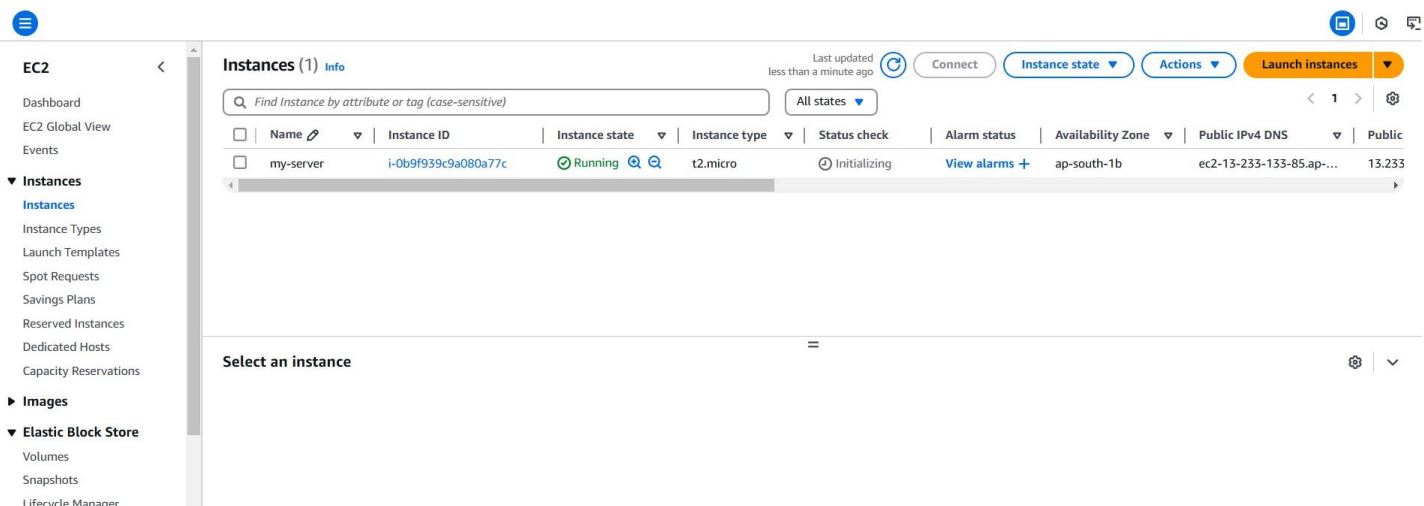 EC2
Dashboard
EC2 Global View
Events
Instances
Instances
Instance Types
Launch Templates
Spot Requests
Savings Plans
Reserved Instances
Dedicated Hosts
Capacity Reservations
Images
Elastic Block Store
Volumes
Snapshots
Lifecycle Manager
Instances (1) Info
Last updated
less than a minute ago
Connect
Instance state
Actions
Launch instances
Find Instance by attribute or tag (case-sensitive)
All states
1
Name Instance ID Instance state Instance type Status check Alarm status Availability Zone Public IPv4 DNS Public
my-server i-0b9f939c9a080a77c Running t2.micro Initializing View alarms + ap-south-1b ec2-13-233-133-85.ap-... 13.233
Select an instance